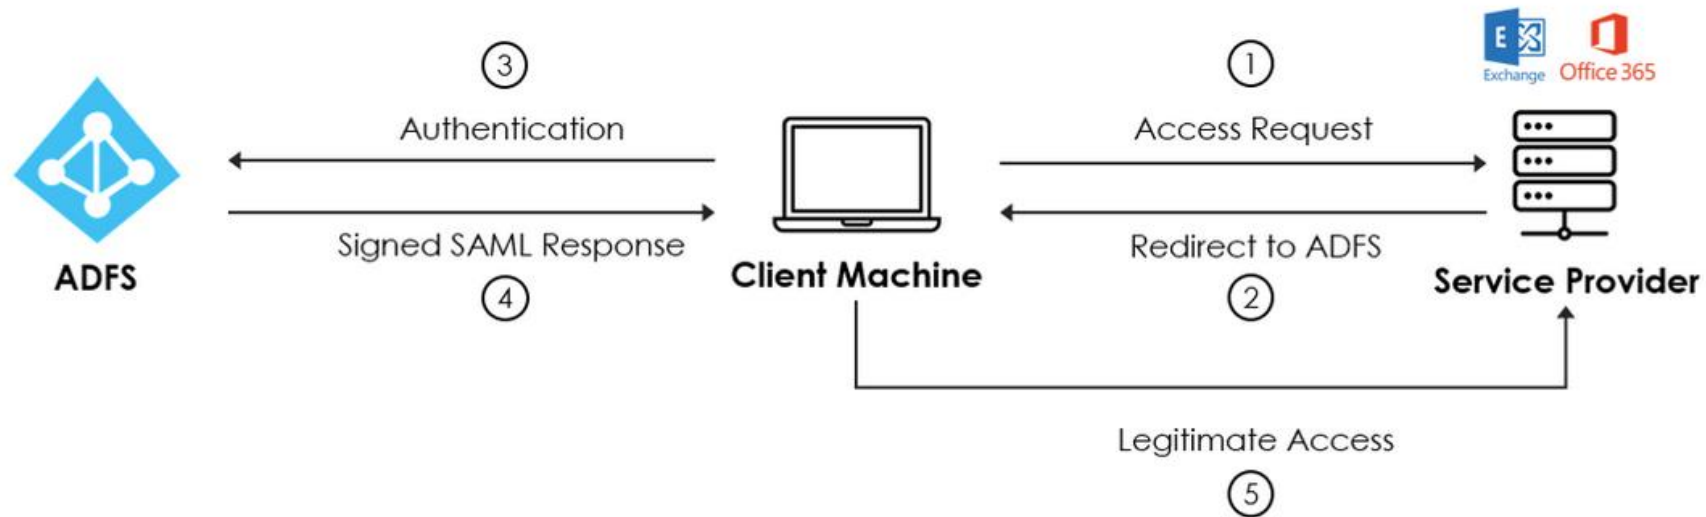 E
Exchange
Office 365
3
1
Authentication
Access Request
Signed SAML Response
Redirect to ADFS
ADFS
Client Machine
Service Provider
4
2
Legitimate Access
5